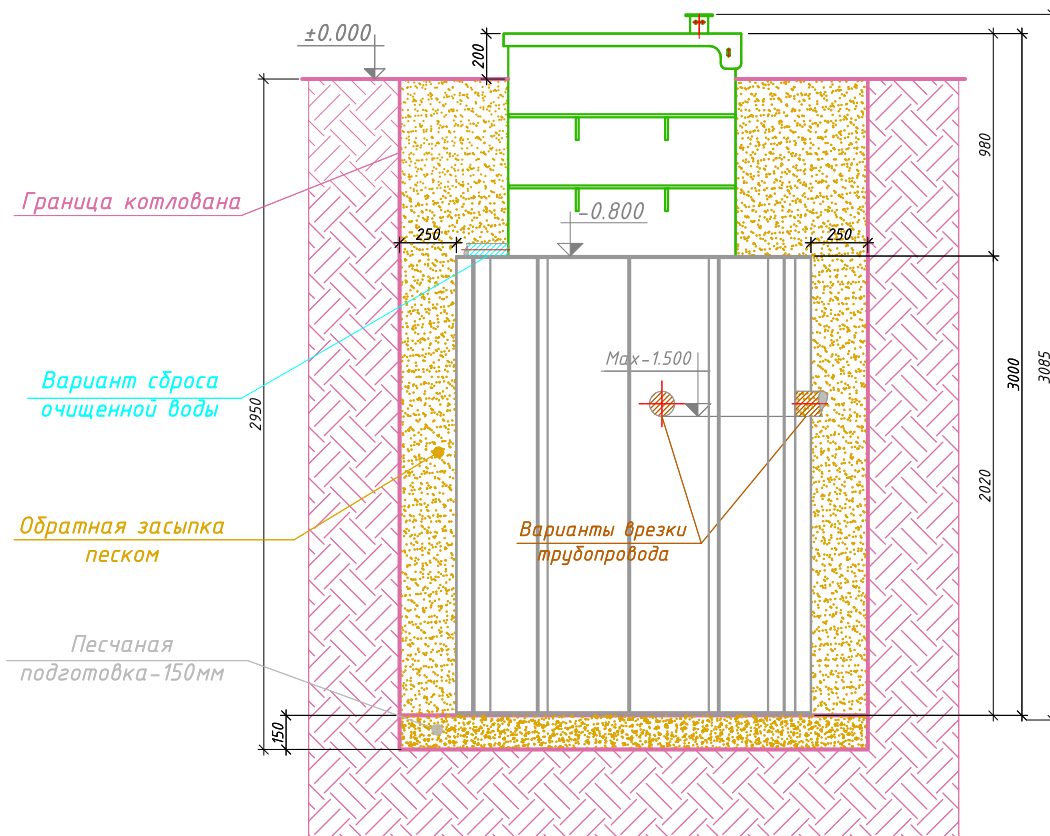 ±0.000
200
980
Граница котлована
-0.800
250
250
Вариант сброса
очищенной воды
Max-1.500
3085
3000
2950
2020
Обратная засыпка
песком
Варианты врезки
трубопровода
Песчаная
подготовка-150мм
150